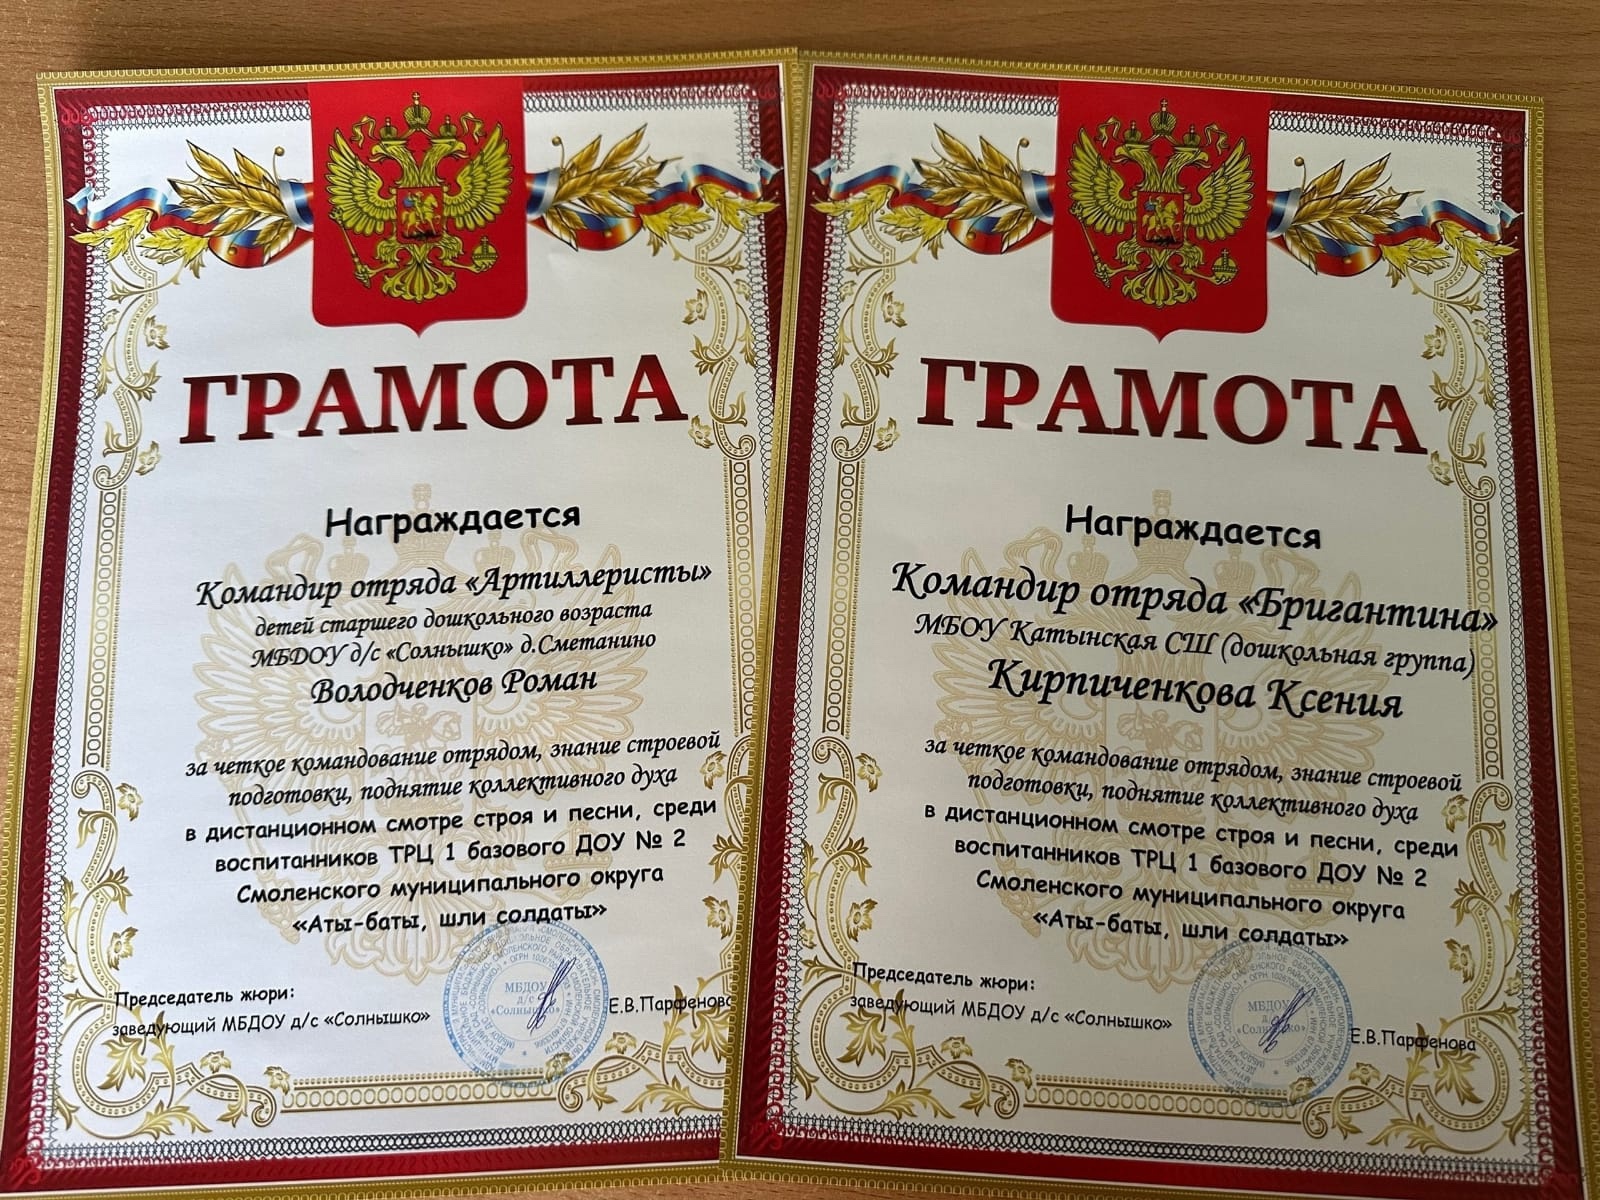 ГРАМОТА
Награждается
Командир отряда «Артиллеристы»
детей старшего дошкольного возраста
МБДОУ д/с «Солнышко» д.Сметанино
Володченков Роман
за четкое командование отрядом, знание строевой
подготовки, поднятие коллективного духа
в дистанционном смотре строя и песни, среди
воспитанников ТРЦ 1 базового ДОУ № 2
Смоленского муниципального округа
«Аты-баты, шли солдаты»
Председатель жюри:
заведующий МБДОУ д/с «Солнышко»
Е.В.Парфенова
МБДОУ
д/с
«Солнышко»
ГРАМОТА
Награждается
Командир отряда «Бригантина»
МБОУ Катынская СШ (дошкольная группа)
Кирпиченкова Ксения
за четкое командование отрядом, знание строевой
подготовки, поднятие коллективного духа
в дистанционном смотре строя и песни, среди
воспитанников ТРЦ 1 базового ДОУ № 2
Смоленского муниципального округа
«Аты-баты, шли солдаты»
Председатель жюри:
заведующий МБДОУ д/с «Солнышко»
Е.В.Парфенова
МБДОУ
«Солнышко»